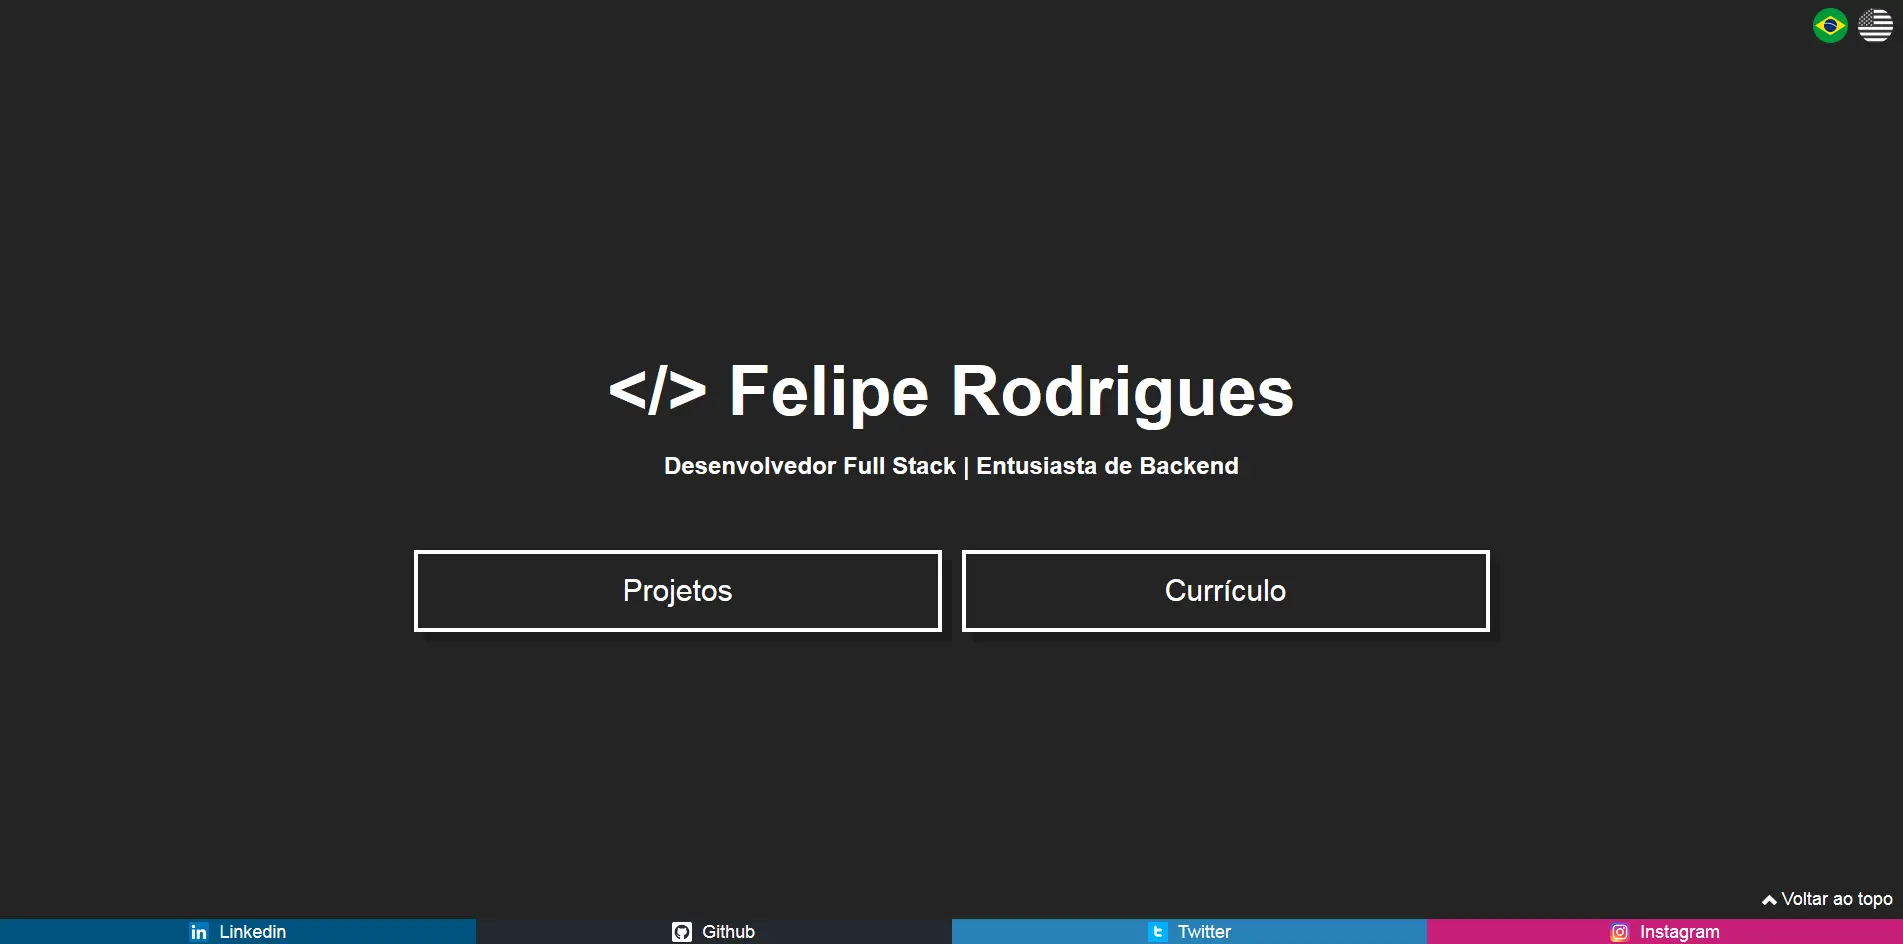 </> Felipe Rodrigues
Desenvolvedor Full Stack | Entusiasta de Backend
Projetos
Currículo
Voltar ao topo
Linkedin
Github
Twitter
Instagram